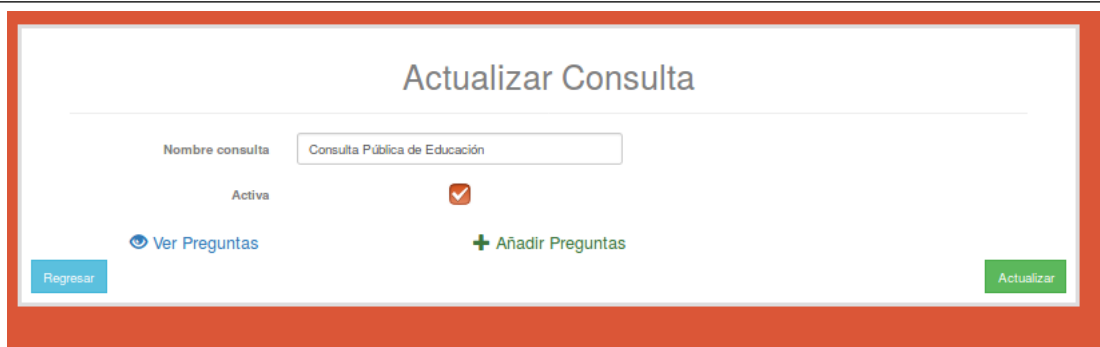 Actualizar Consulta
Nombre consulta Consulta Pública de Educación
Activa
Ver Preguntas Añadir Preguntas
Regresar Actualizar